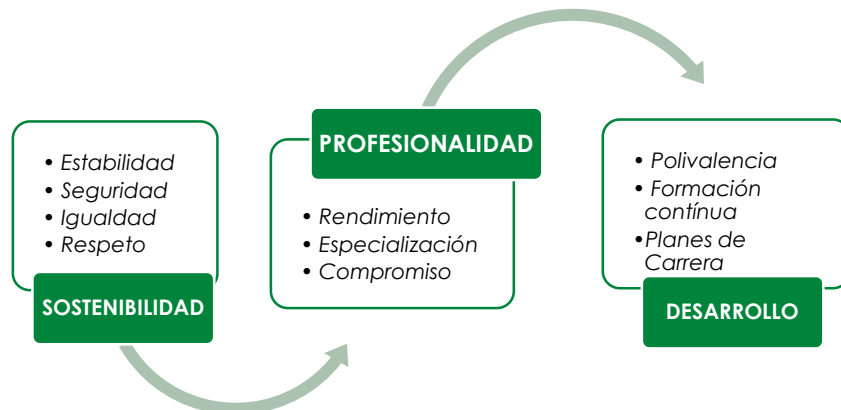 • Estabilidad
• Seguridad
• Igualdad
• Respeto
SOSTENIBILIDAD
PROFESIONALIDAD
• Rendimiento
• Especialización
• Compromiso
• Polivalencia
• Formación
contínua
• Planes de
Carrera
DESARROLLO